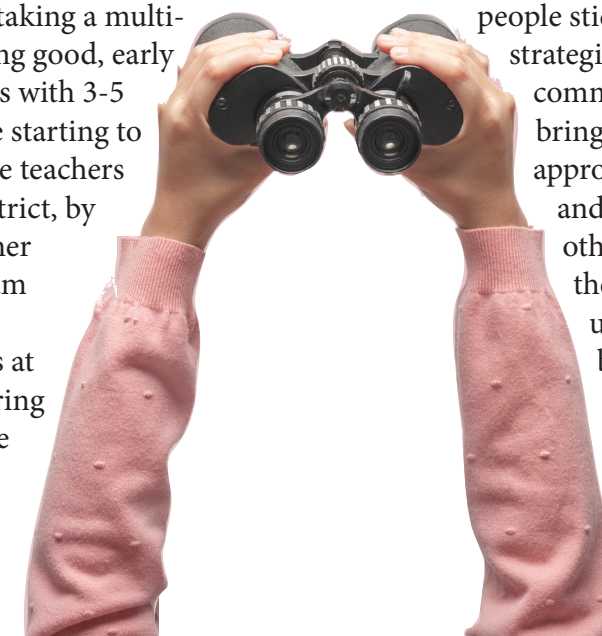 taking a multi-
ng good, early
s with 3-5
e starting to
e teachers
trict, by
her
am
s at
ring
e
people stic
strategi
comm
bring
appro
and
oth
the
u
b